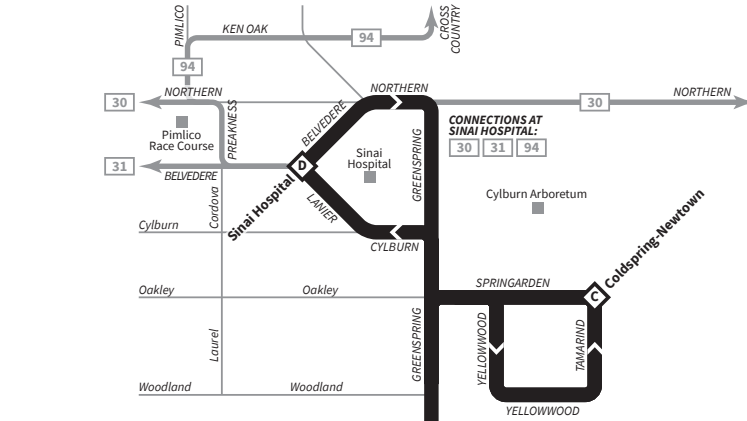 PIMLICO
KEN OAK
94
CROSS
COUNTRY
94
NORTHERN
NORTHERN
NORTHERN
30
30
PREAKNESS
BELVEDERE
CONNECTIONS AT
SINAI HOSPITAL:
30 31 94
Pimlico
Race Course
Sinai
Hospital
GREENSPRING
31
D
BELVEDERE
Cylburn Arboretum
Cordova
LANIER
Sinai Hospital
Coldspring-Newtown
Cylburn
CYLBURN
SPRINGARDEN
Oakley
Oakley
C
Laurel
GREENSPRING
YELLOWWOOD
TAMARIND
Woodland
Woodland
YELLOWWOOD